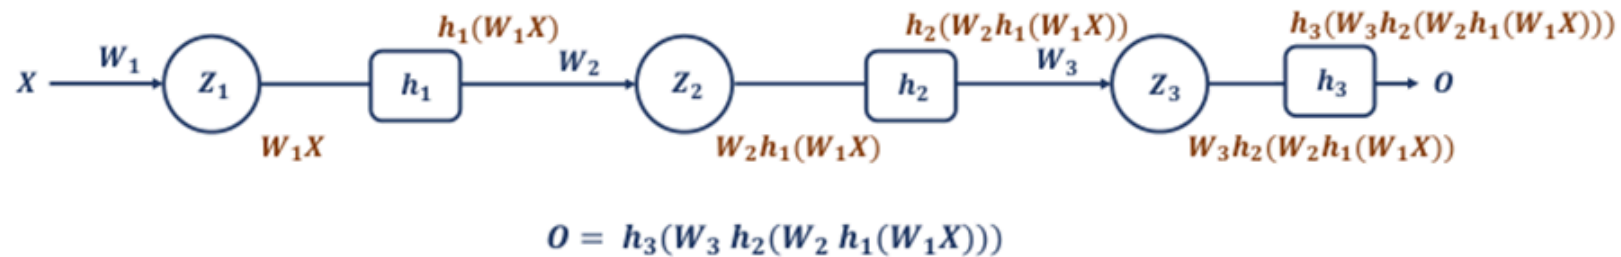 h₁(W₁X) h₂(W₂h₁(W₁X)) h₃(W₃h₂(W₂h₁(W₁X)))
X W₁ Z₁ h₁ W₂ Z₂ h₂ W₃ Z₃ h₃ O
W₁X W₂h₁(W₁X) W₃h₂(W₂h₁(W₁X))
O = h₃(W₃ h₂(W₂ h₁(W₁X)))